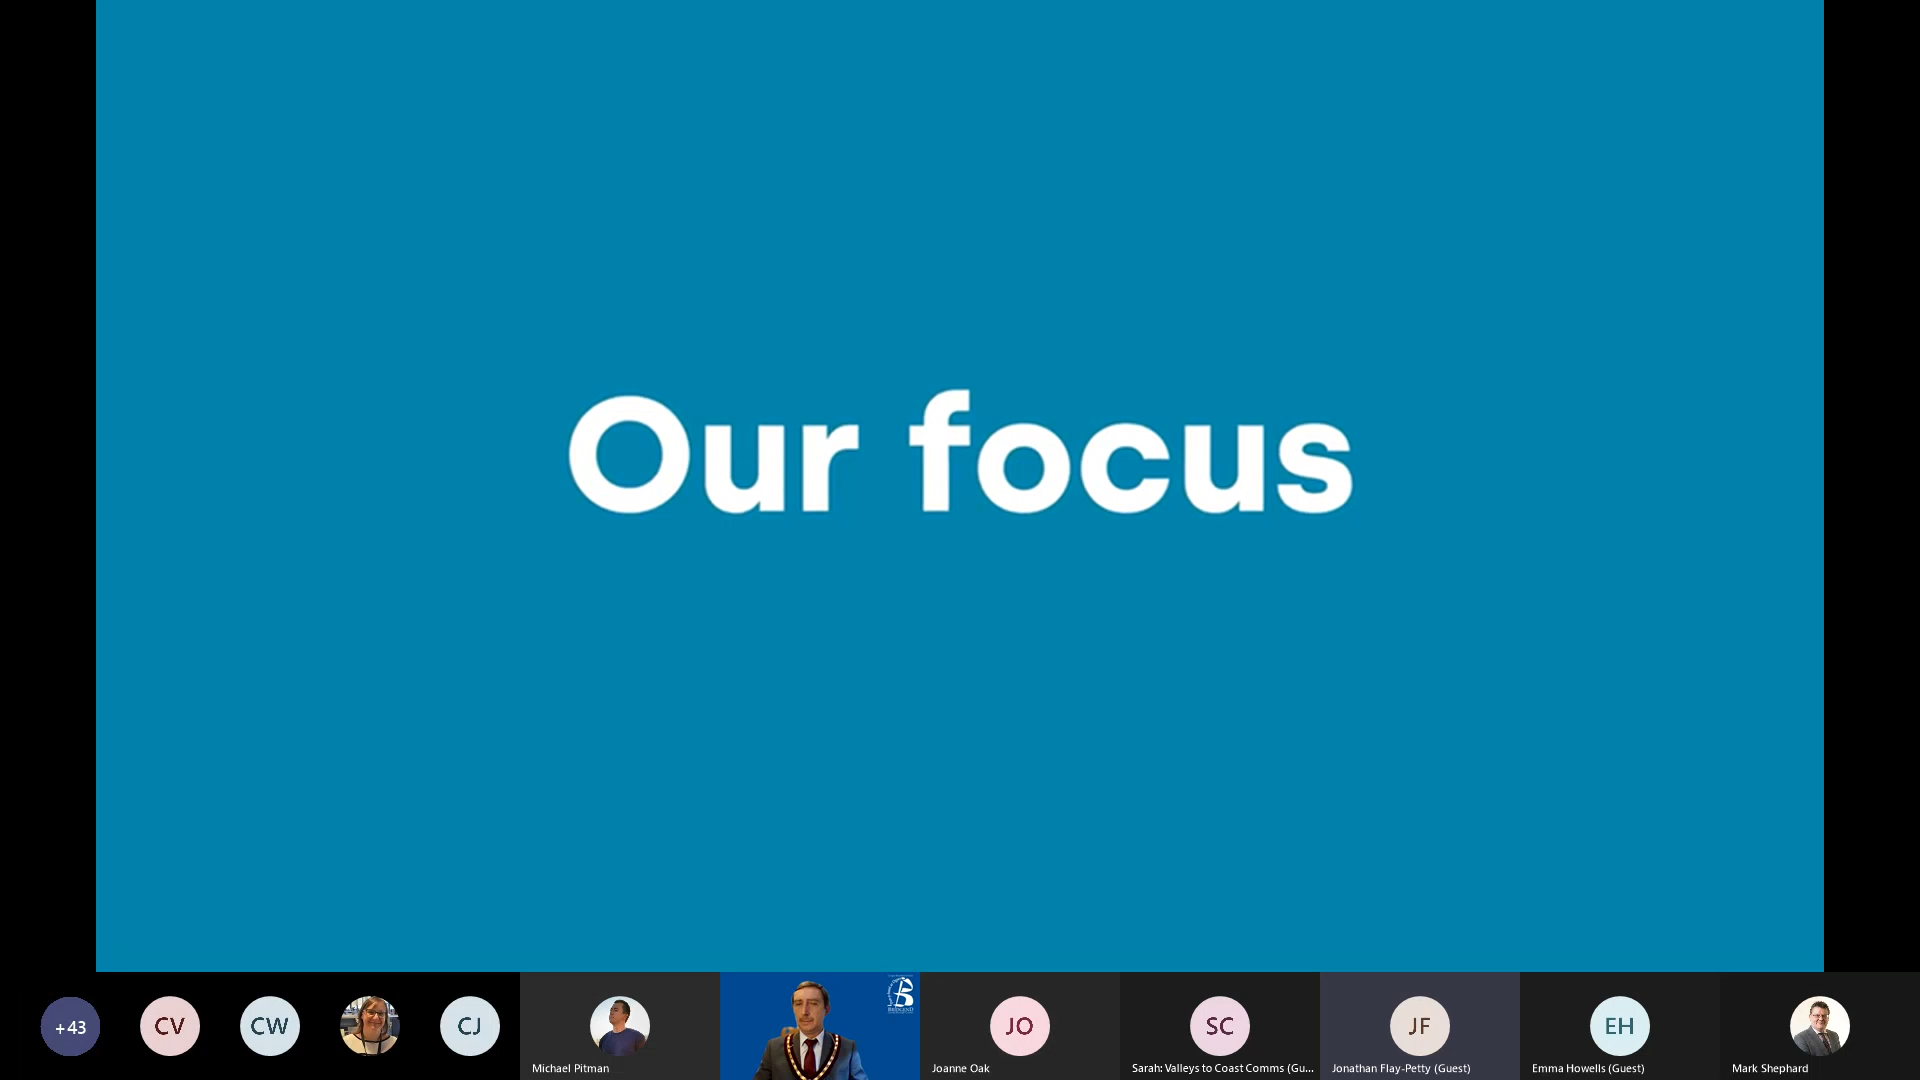 Our focus
+43
CV
CW
CJ
Michael Pitman
BRIDGEND
JO
Joanne Oak
SC
Sarah: Valleys to Coast Comms (Gu...
JF
Jonathan Flay-Petty (Guest)
EH
Emma Howells (Guest)
Mark Shephard